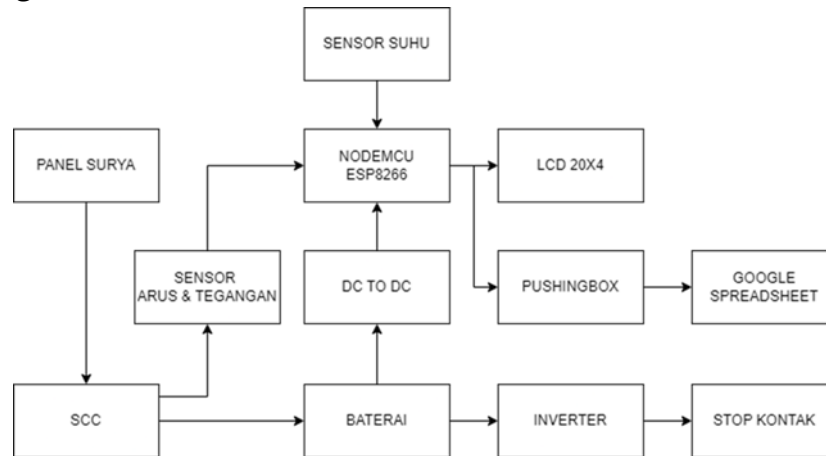 SENSOR SUHU
PANEL SURYA
NODEMCU
ESP8266
LCD 20X4
SENSOR
ARUS & TEGANGAN
DC TO DC
PUSHINGBOX
GOOGLE
SPREADSHEET
SCC
BATERAI
INVERTER
STOP KONTAK